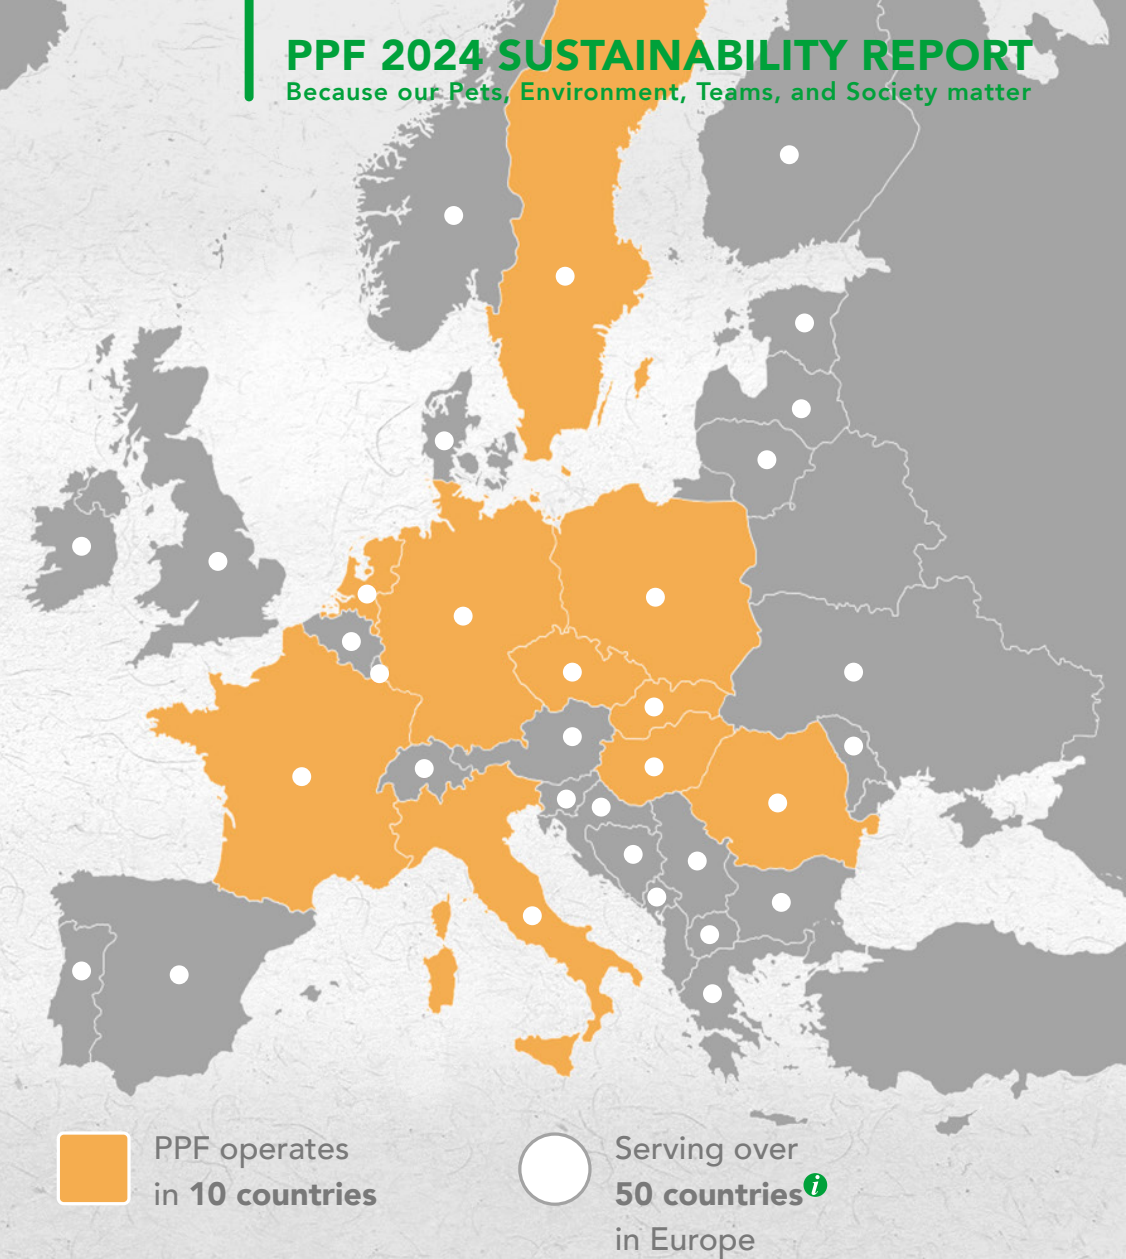 PPF 2024 SUSTAINABILITY REPORT
Because our Pets, Environment, Teams, and Society matter
PPF operates
in 10 countries
Serving over
50 countries i
in Europe